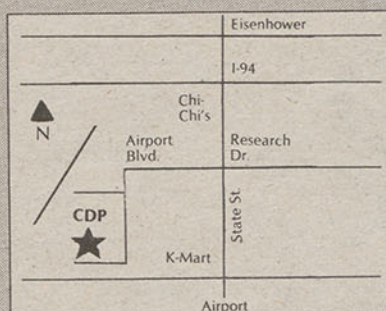 Eisenhower
I-94
Chi-
Chi's
N
Airport
Blvd.
Research
Dr.
CDP
State St.
K-Mart
Airport